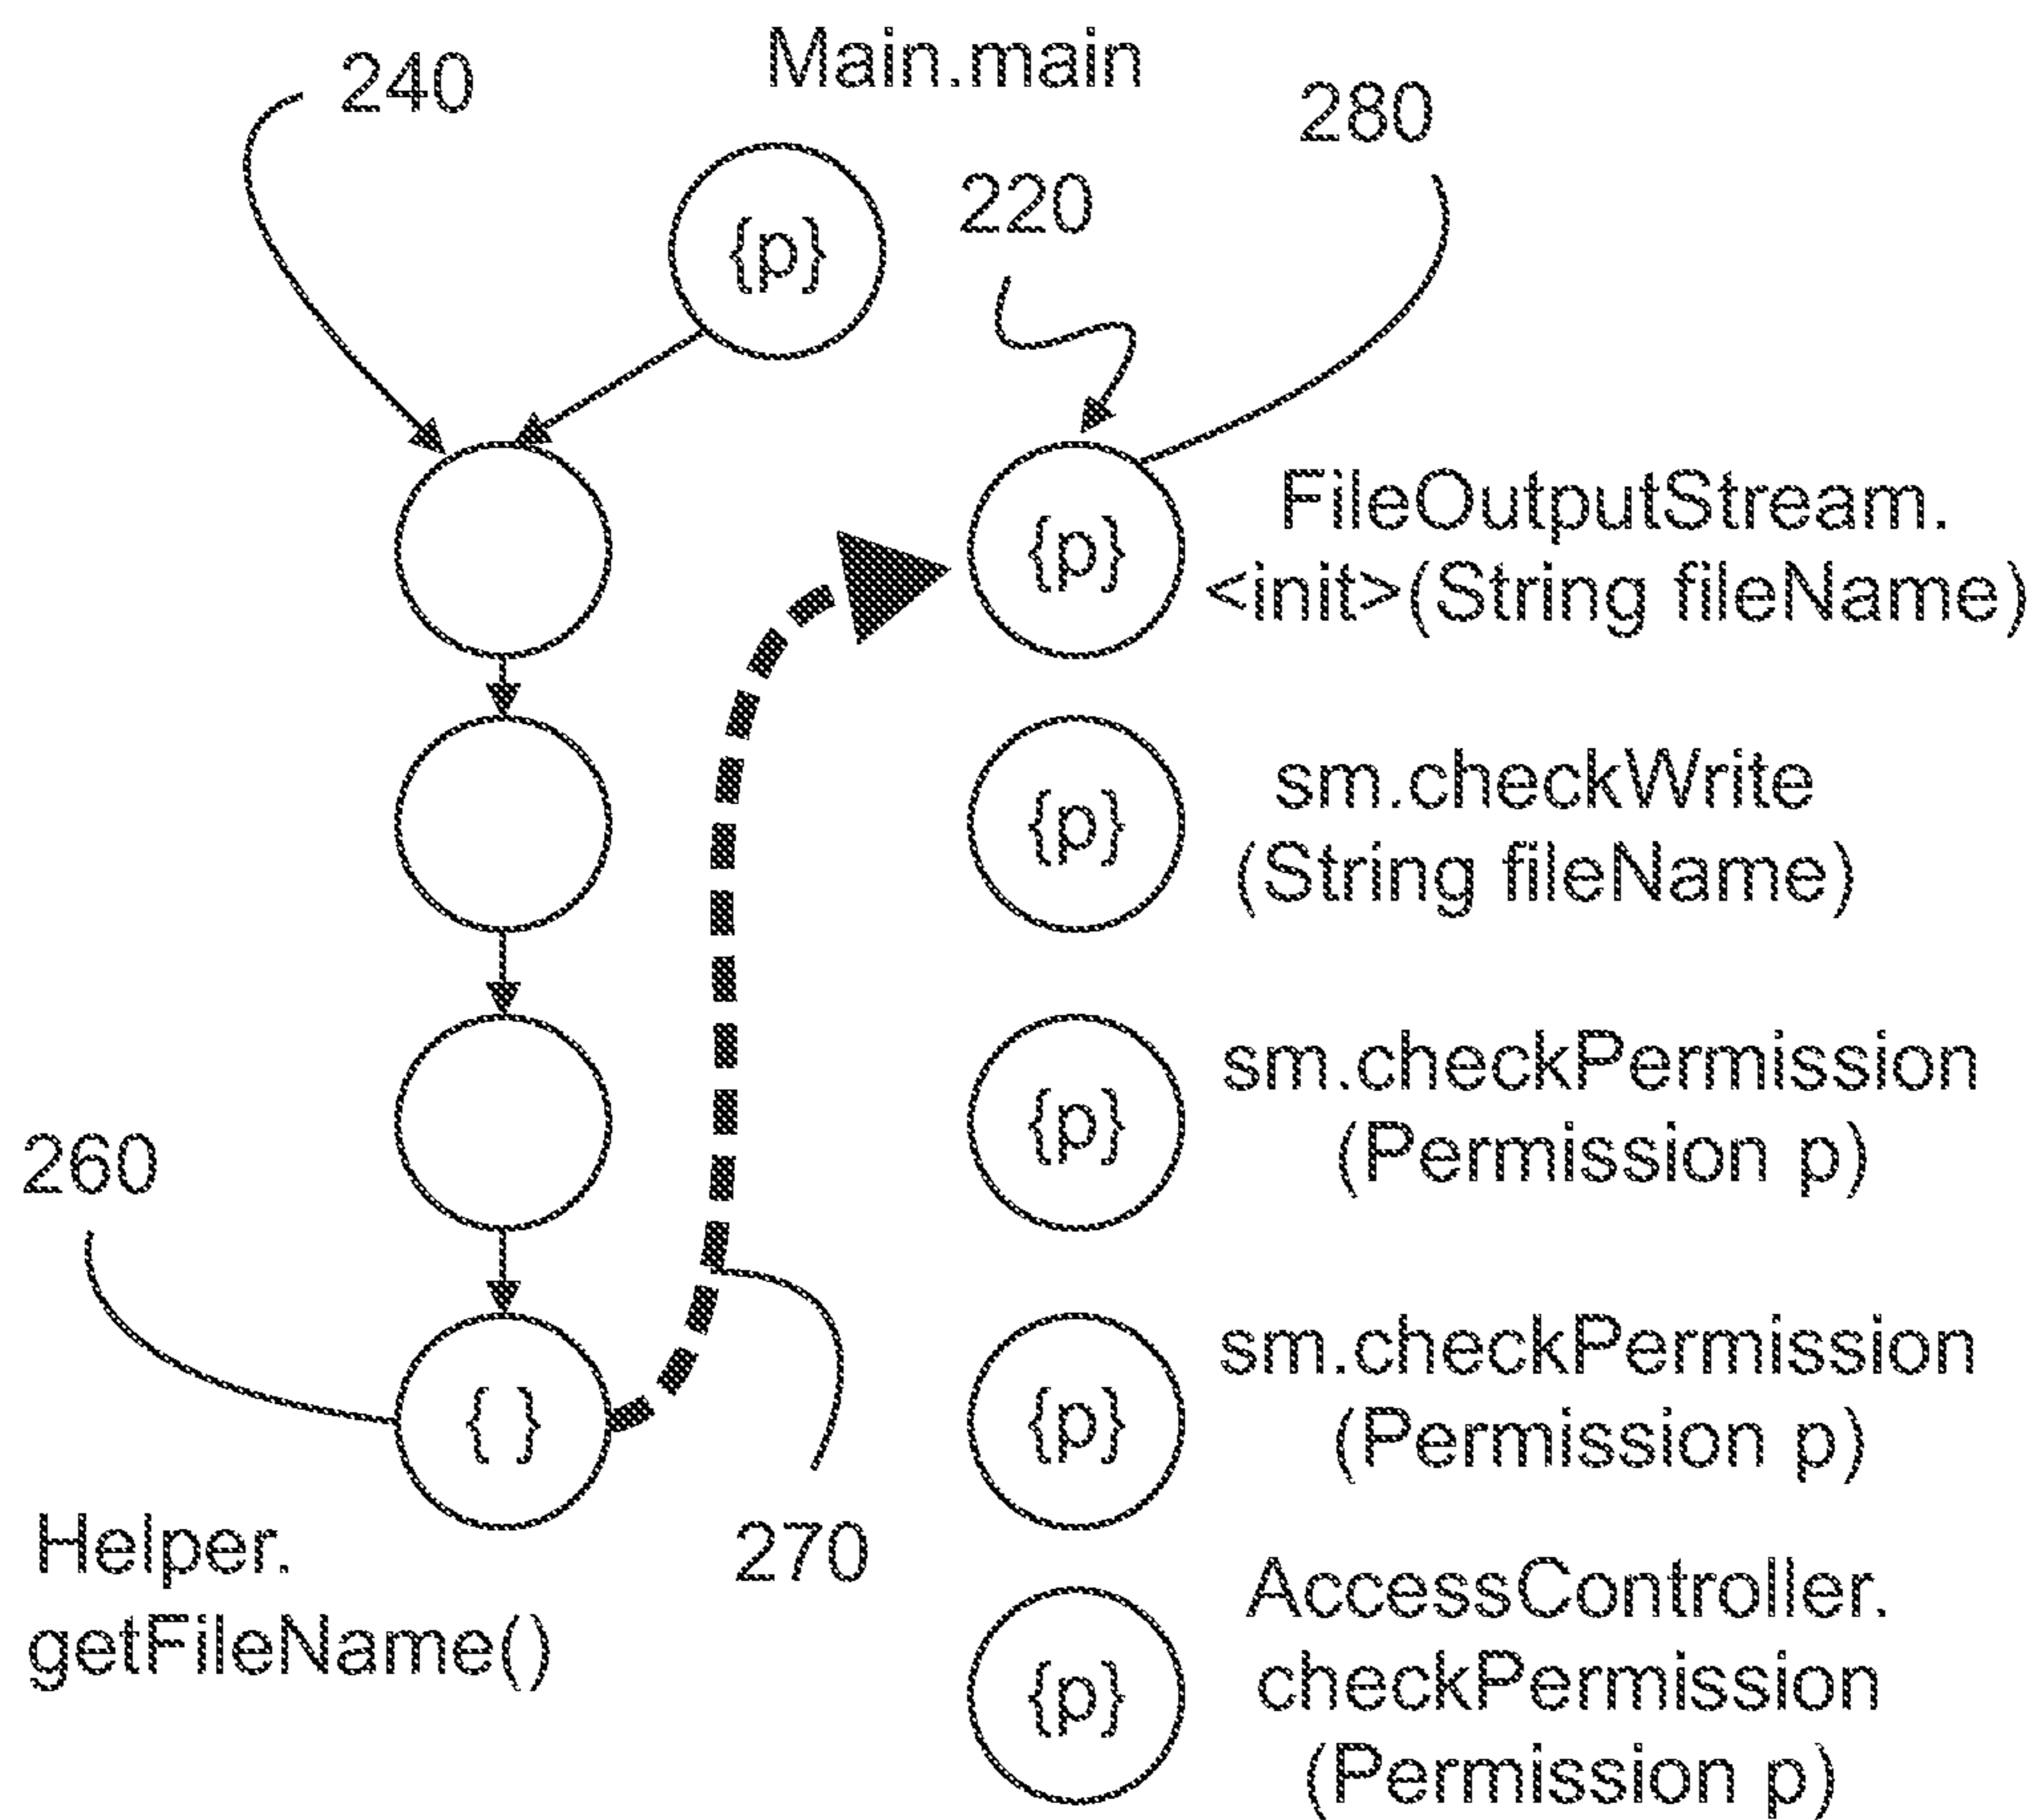 Main.main
240
280
220
{p}
FileOutputStream.
<init>(String fileName)
{p}
sm.checkWrite
(String fileName)
{p}
sm.checkPermission
(Permission p)
{p}
260
sm.checkPermission
(Permission p)
{p}
{ }
270
Helper.
getFileName()
AccessController.
checkPermission
(Permission p)
{p}